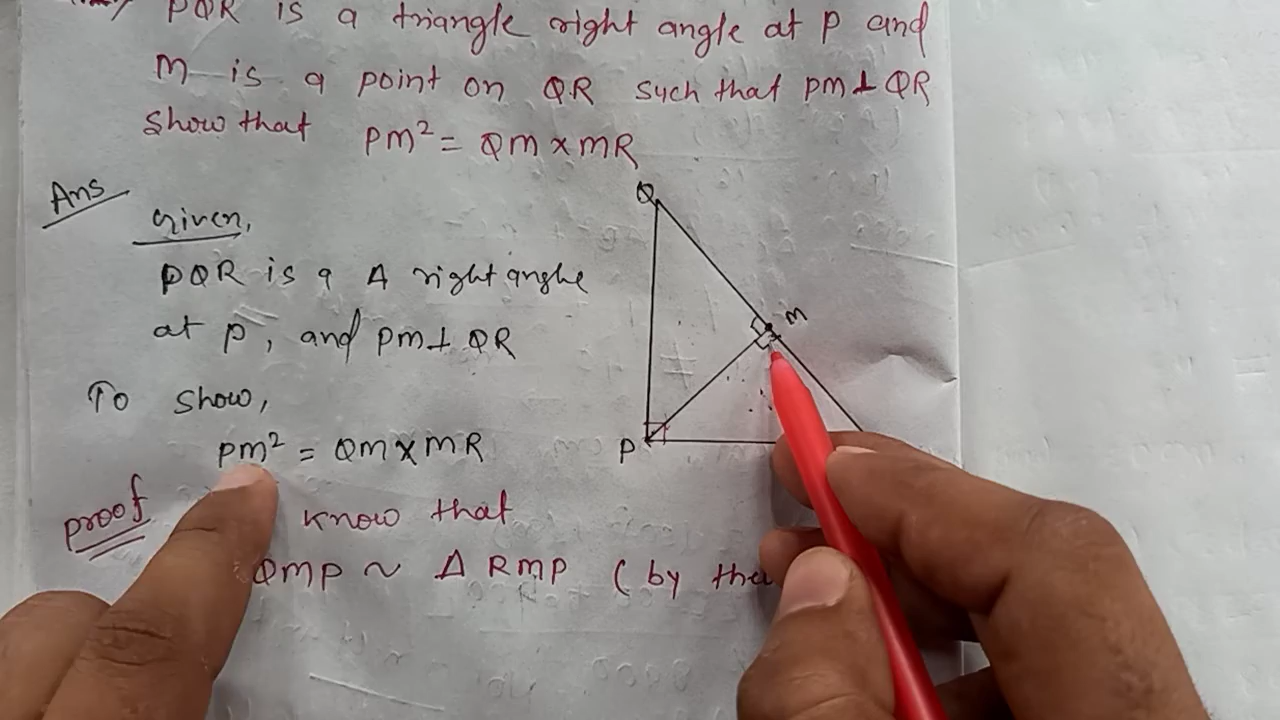 PQR is a triangle right angle at P and
M is a point on QR such that PM ⊥ QR
Show that PM² = QM × MR
Ans
Given,
PQR is a Δ right angle
at P, and PM ⊥ QR
To show,
PM² = QM × MR
Proof know that
QMP ~ Δ RMP (by the
Q
M
P